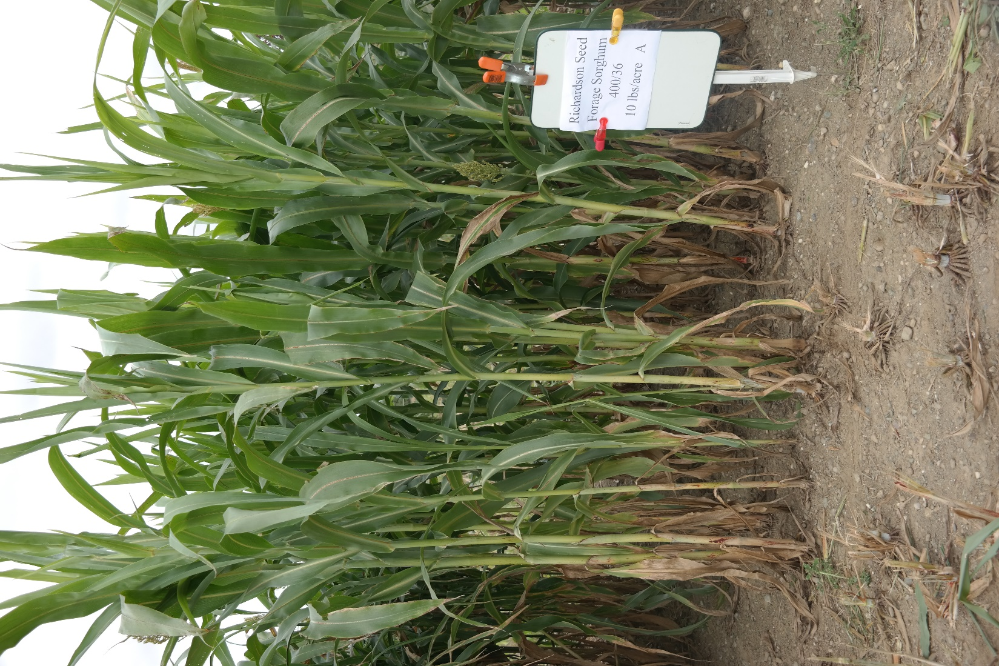 Richardson Seed
Forage Sorghum
400/36
10 lbs/acre A